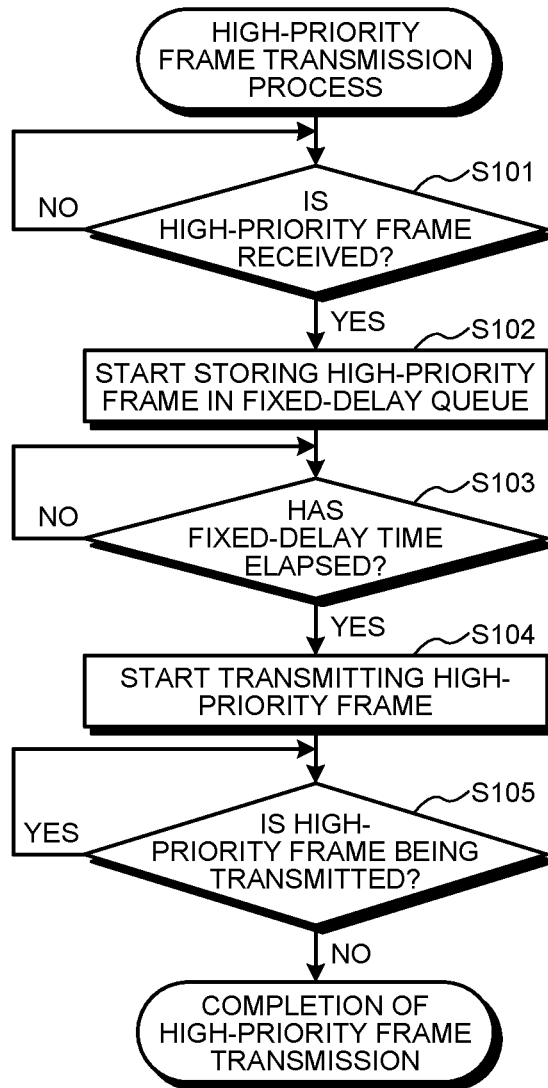 HIGH-PRIORITY
FRAME TRANSMISSION
PROCESS
S101
NO
IS
HIGH-PRIORITY FRAME
RECEIVED?
YES
S102
START STORING HIGH-PRIORITY
FRAME IN FIXED-DELAY QUEUE
S103
NO
HAS
FIXED-DELAY TIME
ELAPSED?
YES
S104
START TRANSMITTING HIGH-
PRIORITY FRAME
S105
YES
IS HIGH-
PRIORITY FRAME BEING
TRANSMITTED?
NO
COMPLETION OF
HIGH-PRIORITY FRAME
TRANSMISSION